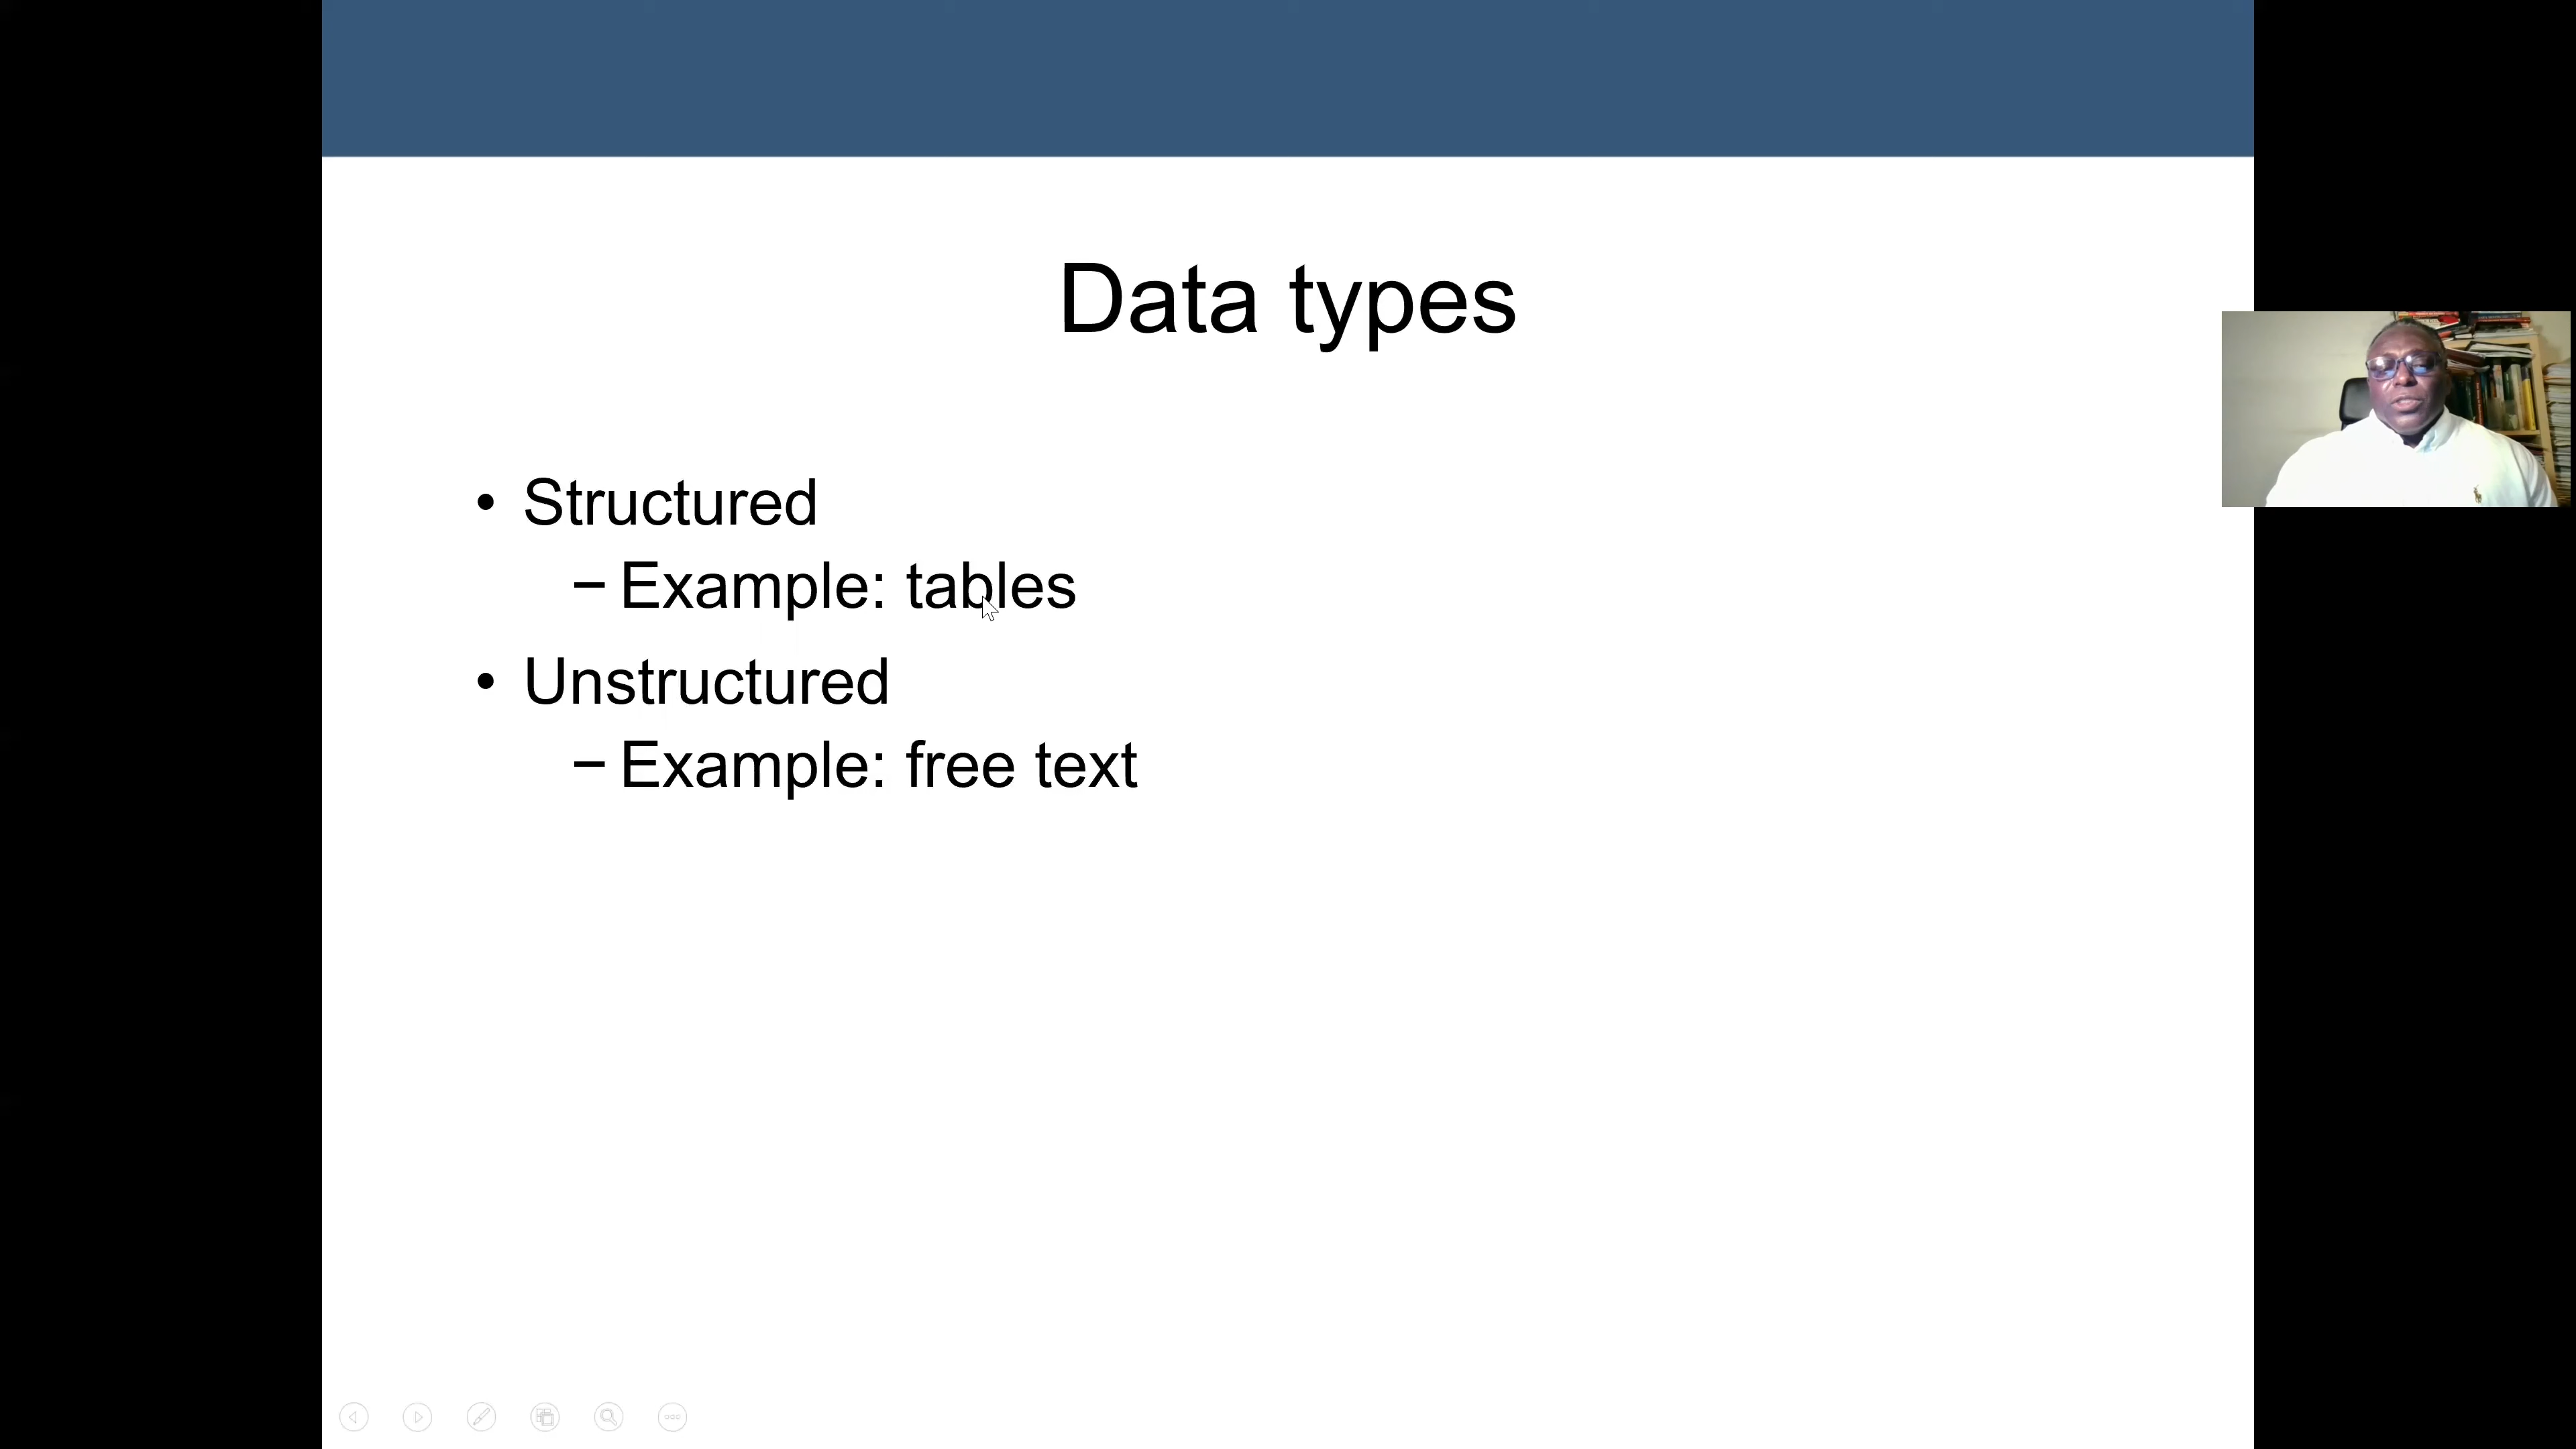 Data types
• Structured
– Example: tables
• Unstructured
– Example: free text